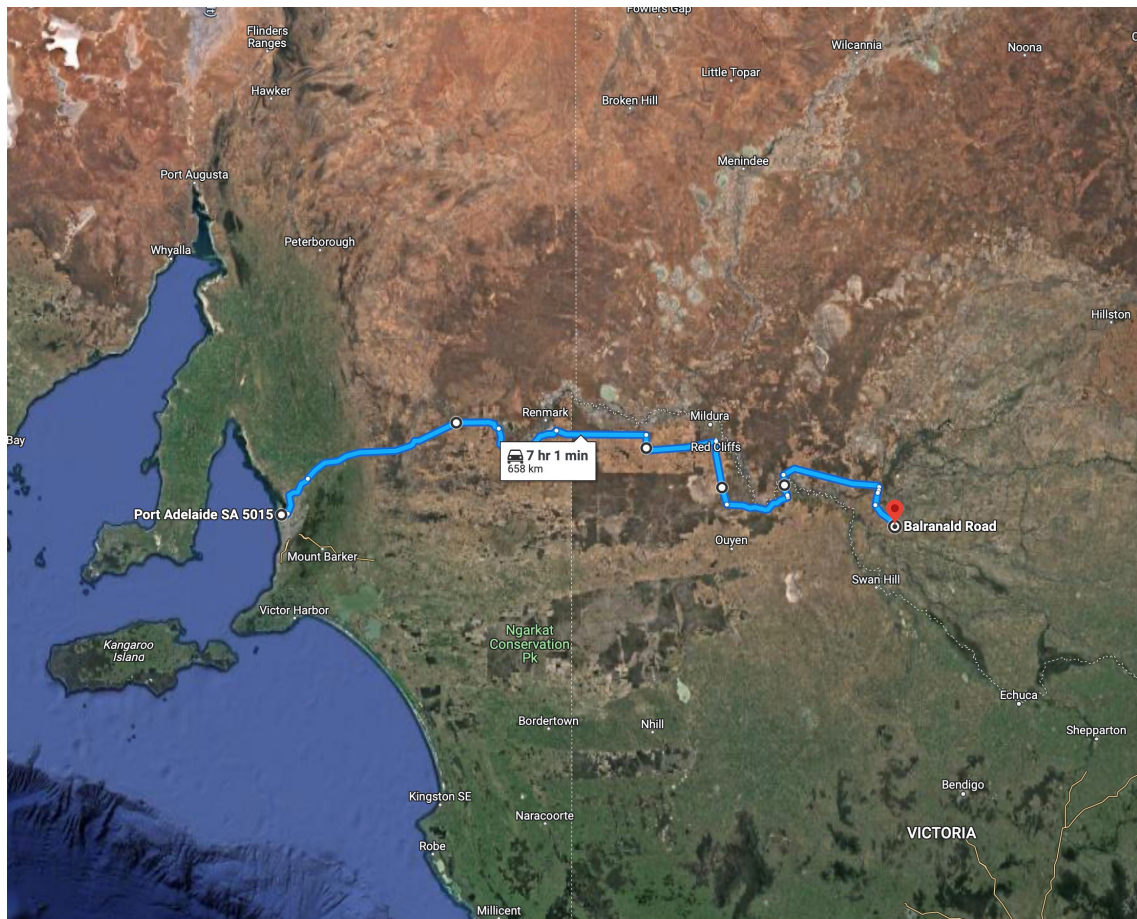 Fowlers Gap
Flinders
Ranges
Wilcannia
Noona
Little Topar
Hawker
Broken Hill
Menindee
Port Augusta
Peterborough
Whyalla
Hillston
Renmark
Mildura
Bay
Red Cliffs
7 hr 1 min
658 km
Port Adelaide SA 5015
Balranald Road
Ouyen
Mount Barker
Swan Hill
Victor Harbor
Ngarkat
Conservation
Pk
Kangaroo
Island
Echuca
Bordertown
Nhill
Shepparton
Bendigo
Kingston SE
Naracoorte
VICTORIA
Robe
Millicent